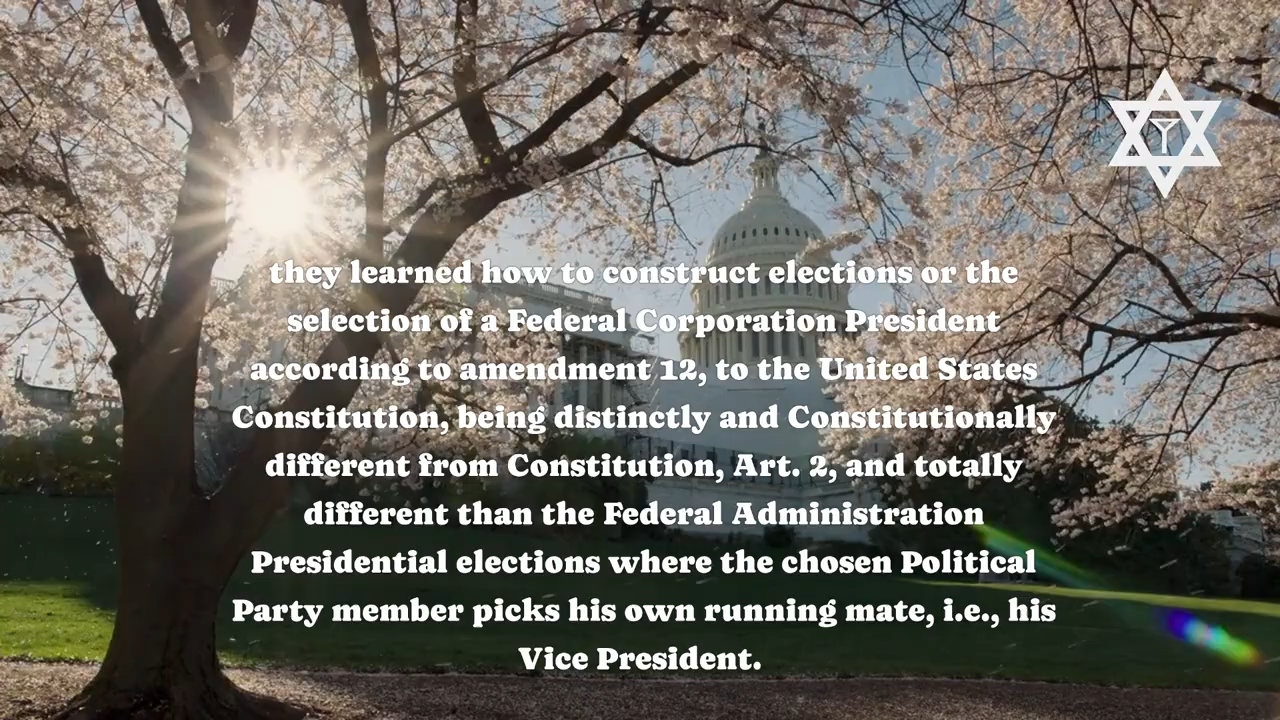 they learned how to construct elections or the
selection of a Federal Corporation President
according to amendment 12, to the United States
Constitution, being distinctly and Constitutionally
different from Constitution, Art. 2, and totally
different than the Federal Administration
Presidential elections where the chosen Political
Party member picks his own running mate, i.e., his
Vice President.